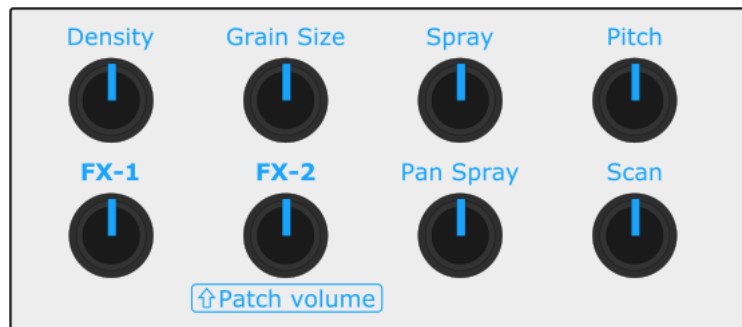 Density Grain Size Spray Pitch
FX-1 FX-2 Pan Spray Scan
⇧Patch volume